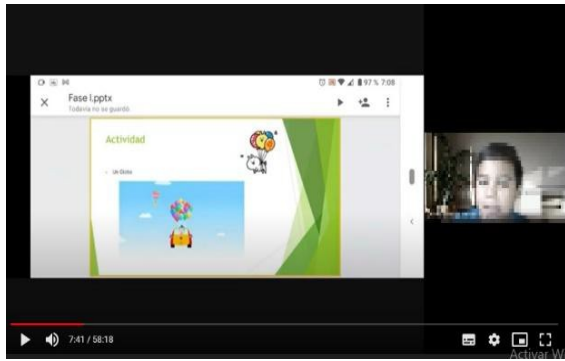 97 % 7:08
Fase I.pptx
Todavía no se guardó
Actividad
- Un Globo
7:41 / 58:18
Activar W